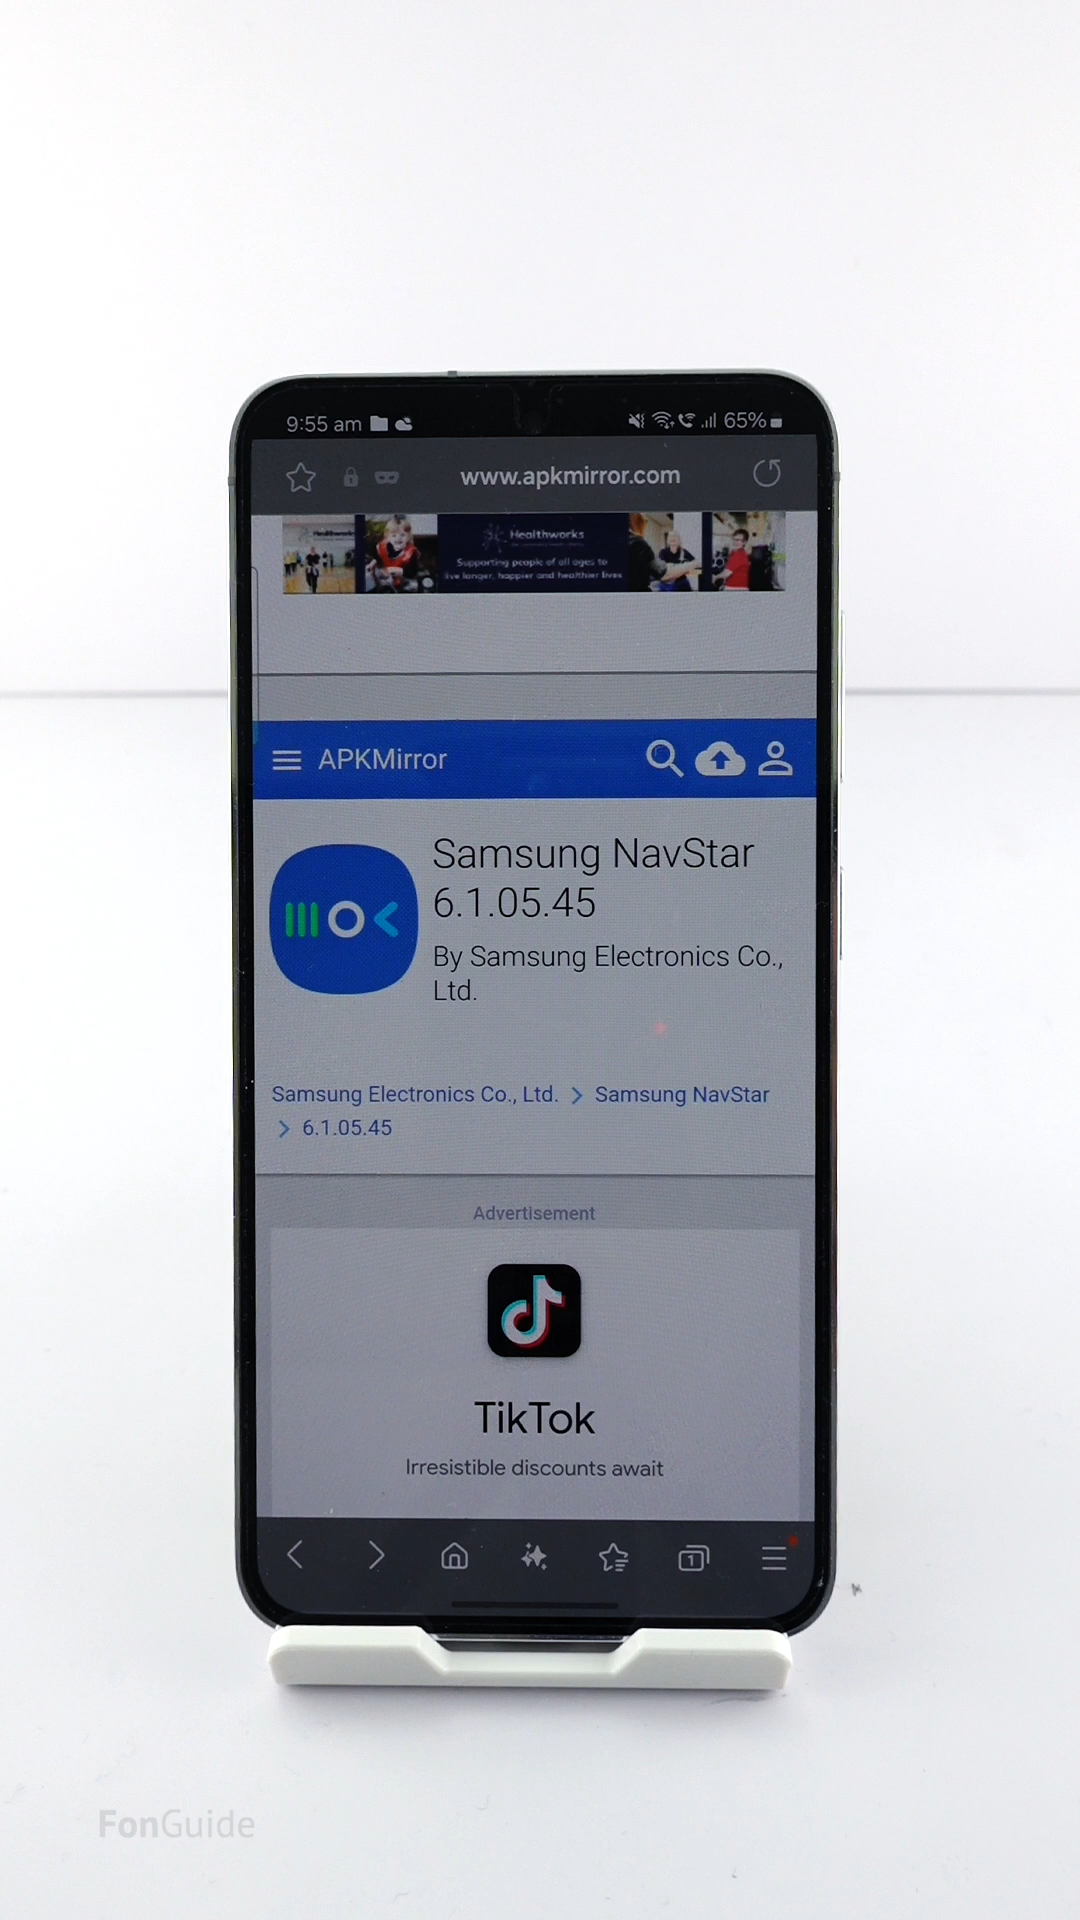 9:55 am 65%
www.apkmirror.com
Healthworks
Supporting people of all ages to
live longer, happier and healthier lives
APKMirror
Samsung NavStar
6.1.05.45
By Samsung Electronics Co.,
Ltd.
Samsung Electronics Co., Ltd. > Samsung NavStar
> 6.1.05.45
Advertisement
TikTok
Irresistible discounts await
1
FonGuide